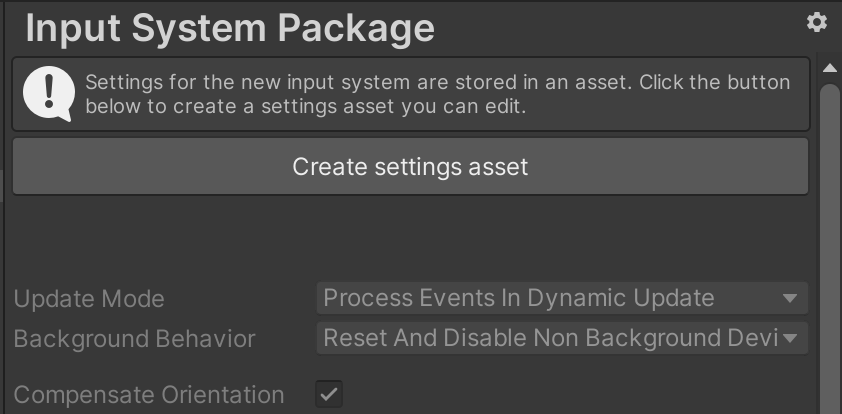 Input System Package
Settings for the new input system are stored in an asset. Click the button
below to create a settings asset you can edit.
Create settings asset
Update Mode Process Events In Dynamic Update
Background Behavior Reset And Disable Non Background Devi
Compensate Orientation